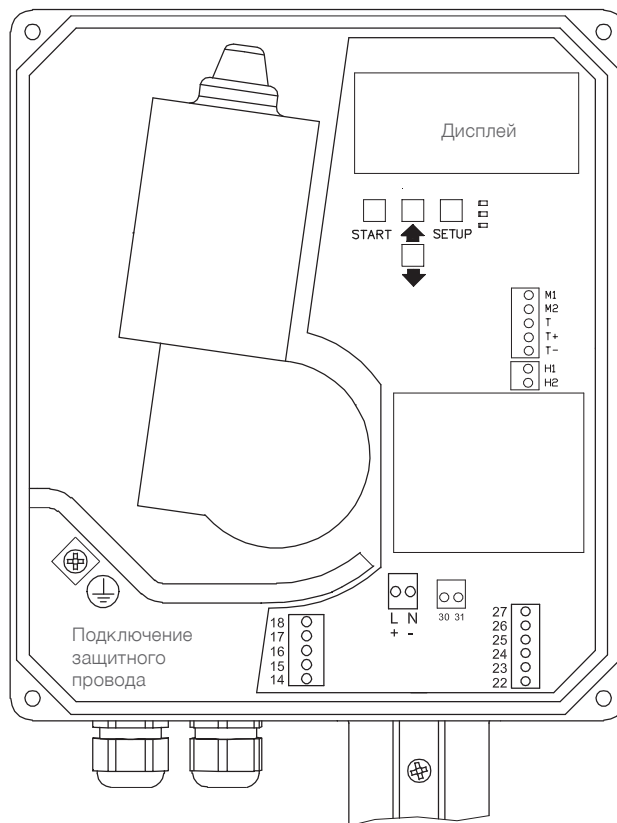 Дисплей
START SETUP
M1
M2
T
T+
T-
H1
H2
L N
+ -
30 31
18
17
16
15
14
27
26
25
24
23
22
Подключение
защитного
провода